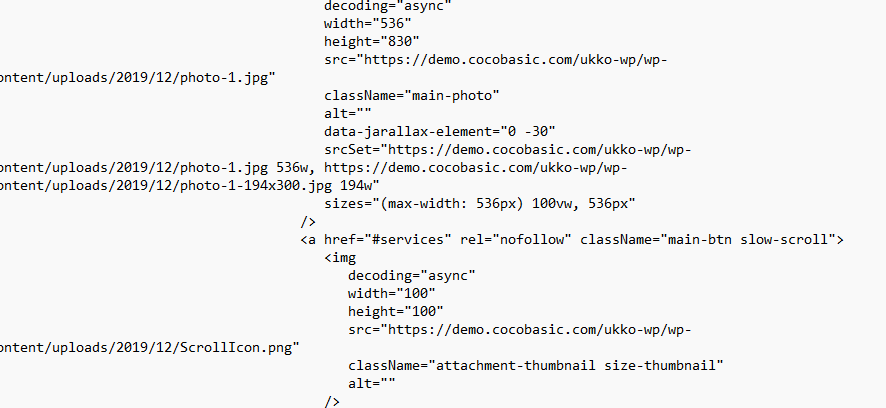 decoding="async"
width="536"
height="830"
src="https://demo.cocobasic.com/ukko-wp/wp-
ontent/uploads/2019/12/photo-1.jpg"
className="main-photo"
alt=""
data-jarallax-element="0 -30"
srcSet="https://demo.cocobasic.com/ukko-wp/wp-
ontent/uploads/2019/12/photo-1.jpg 536w, https://demo.cocobasic.com/ukko-wp/wp-
ontent/uploads/2019/12/photo-1-194x300.jpg 194w"
sizes="(max-width: 536px) 100vw, 536px"
/>
<a href="#services" rel="nofollow" className="main-btn slow-scroll">
<img
decoding="async"
width="100"
height="100"
src="https://demo.cocobasic.com/ukko-wp/wp-
ontent/uploads/2019/12/ScrollIcon.png"
className="attachment-thumbnail size-thumbnail"
alt=""
/>